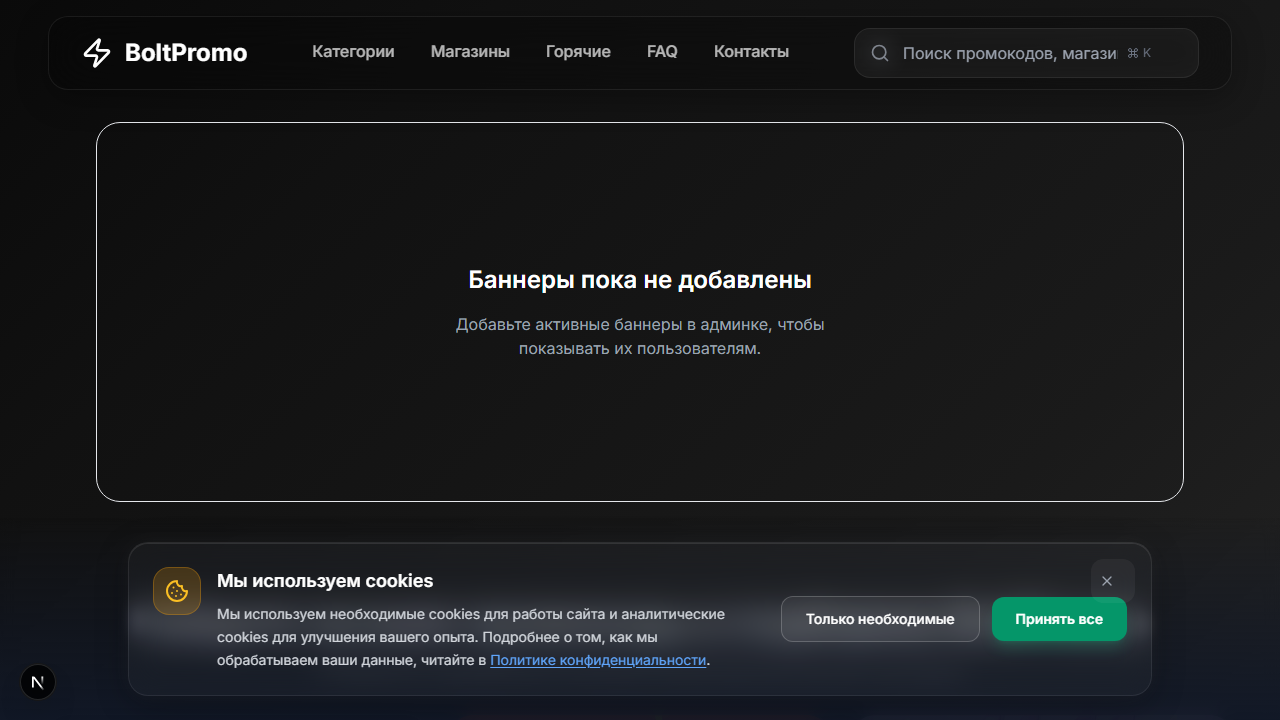 BoltPromo
Категории
Магазины
Горячие
FAQ
Контакты
Поиск промокодов, магази
⌘ K
Баннеры пока не добавлены
Добавьте активные баннеры в админке, чтобы
показывать их пользователям.
Мы используем cookies
Мы используем необходимые cookies для работы сайта и аналитические
cookies для улучшения вашего опыта. Подробнее о том, как мы
обрабатываем ваши данные, читайте в Политике конфиденциальности.
Только необходимые
Принять все
N